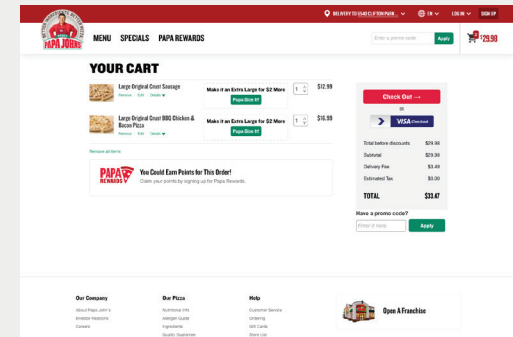 DELIVERY TO 5540 CLIFTON PARK...
EN
LOG IN
SIGN UP
PAPA JOHNS
MENU SPECIALS PAPA REWARDS
Enter a promo code
Apply
2
$29.98
YOUR CART
Large Original Crust Sausage
Remove Edit Details
Make it an Extra Large for $2 More
Papa Size It!
1
$12.99
Large Original Crust BBQ Chicken &
Bacon Pizza
Remove Edit Details
Make it an Extra Large for $2 More
Papa Size It!
1
$16.99
Remove all items
PAPA
REWARDS
You Could Earn Points for This Order!
Claim your points by signing up for Papa Rewards.
Check Out →
or
VISA Checkout
Total before discounts $29.98
Subtotal $29.98
Delivery Fee $3.49
Estimated Tax $0.00
TOTAL $33.47
Have a promo code?
Enter it here
Apply
Our Company
About Papa John's
Investor Relations
Careers
Our Pizza
Nutritional Info
Allergen Guide
Ingredients
Quality Guarantee
Help
Customer Service
Ordering
Gift Cards
Store List
Open A Franchise